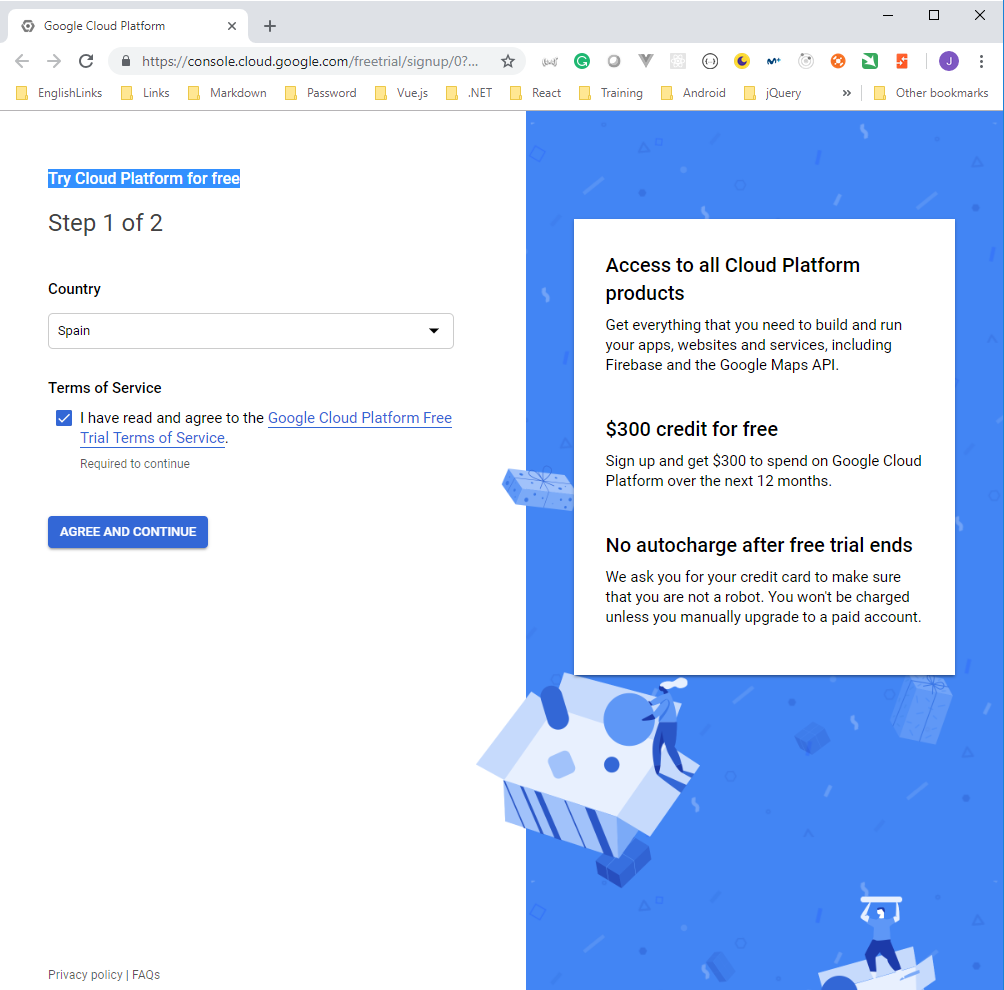 Google Cloud Platform
https://console.cloud.google.com/freetrial/signup/0?...
J
EnglishLinks
Links
Markdown
Password
Vue.js
.NET
React
Training
Android
jQuery
»
Other bookmarks
Try Cloud Platform for free
Step 1 of 2
Country
Spain
Terms of Service
I have read and agree to the Google Cloud Platform Free
Trial Terms of Service.
Required to continue
AGREE AND CONTINUE
Access to all Cloud Platform
products
Get everything that you need to build and run
your apps, websites and services, including
Firebase and the Google Maps API.
$300 credit for free
Sign up and get $300 to spend on Google Cloud
Platform over the next 12 months.
No autocharge after free trial ends
We ask you for your credit card to make sure
that you are not a robot. You won't be charged
unless you manually upgrade to a paid account.
Privacy policy | FAQs